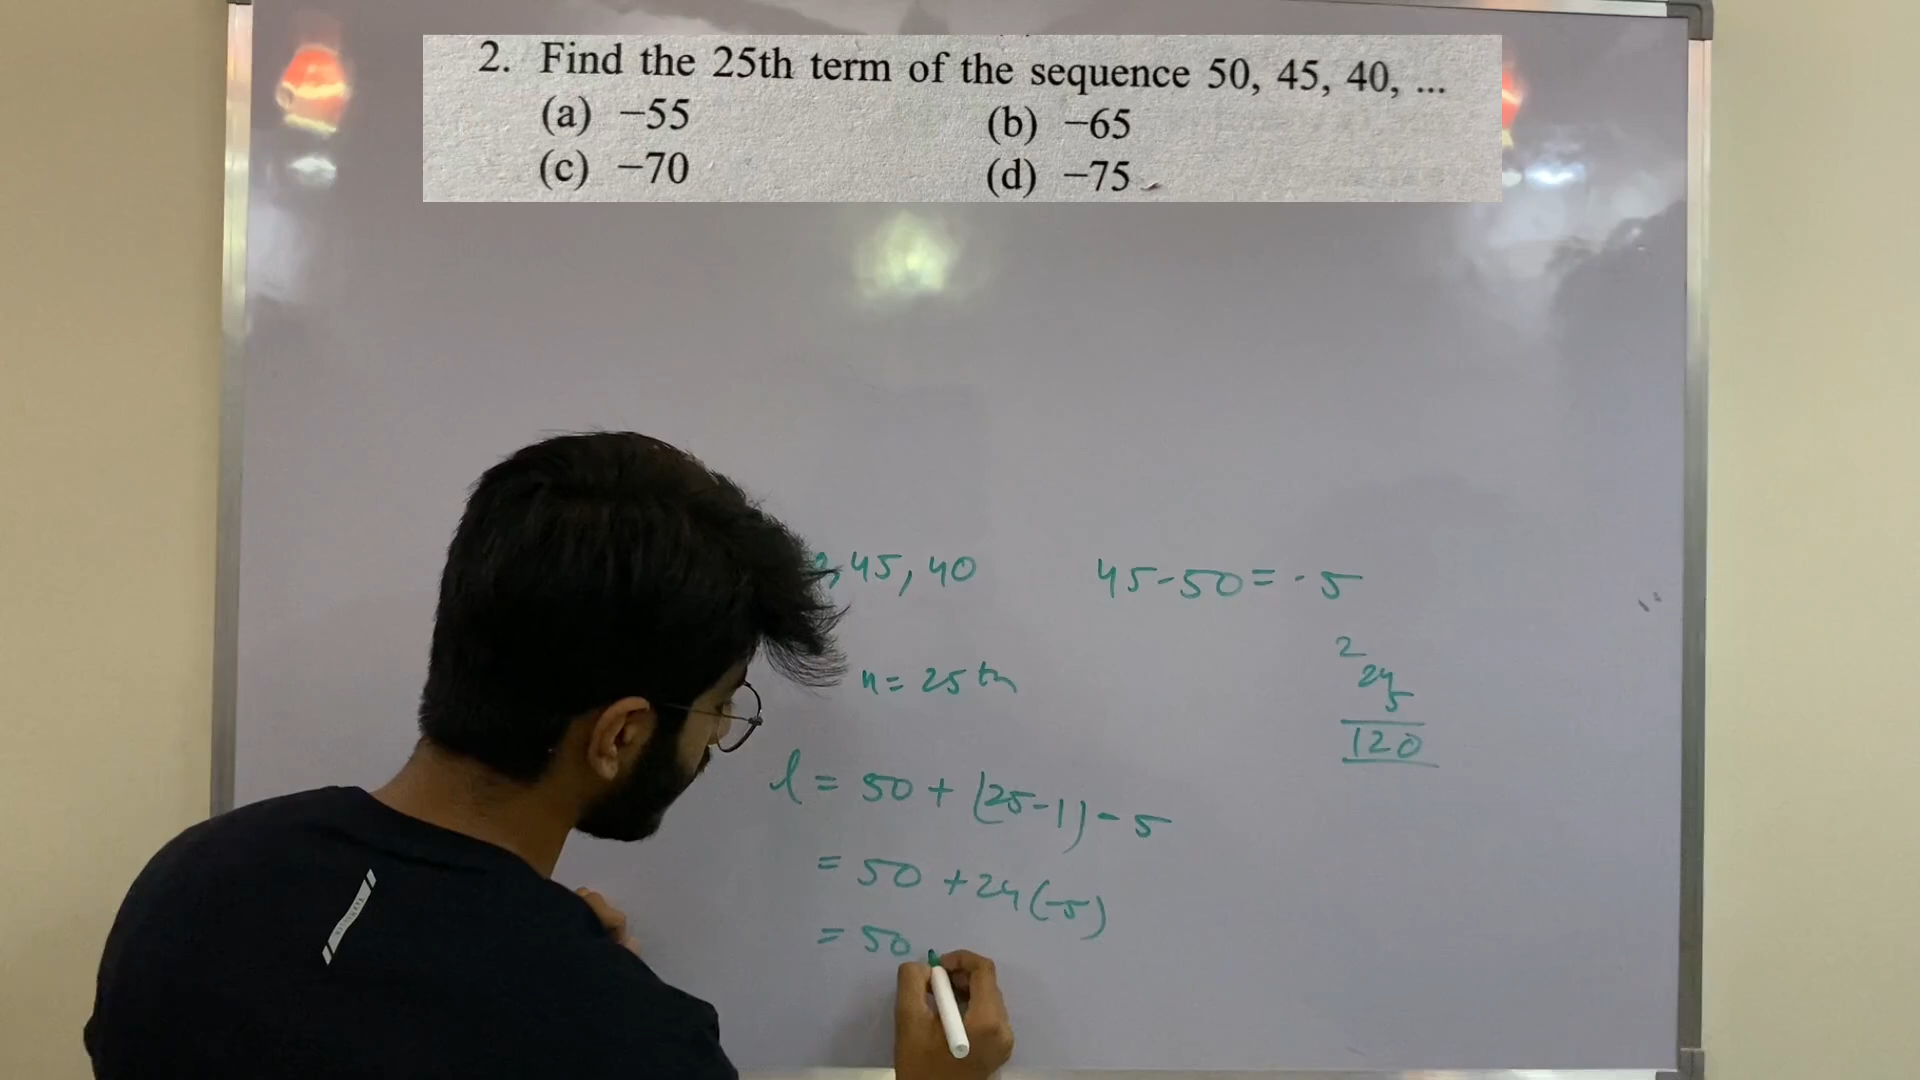 2. Find the 25th term of the sequence 50, 45, 40, ...
(a) −55 (b) −65
(c) −70 (d) −75
, 45, 40 45-50=-5
n= 25th
2
24
5
120
l = 50 + (25-1) - 5
= 50 + 24 (-5)
= 50